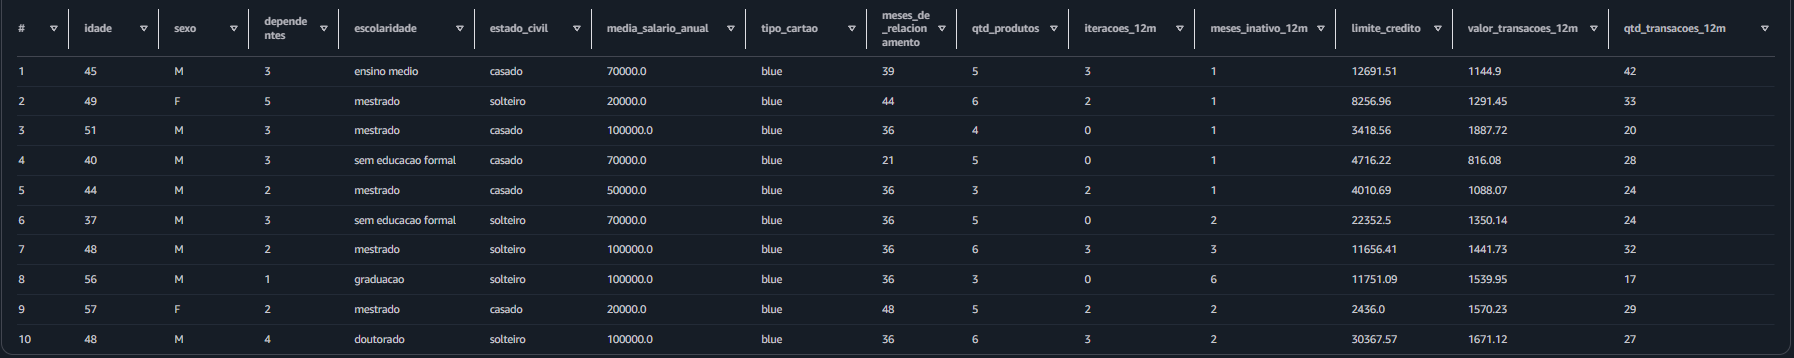 # idade sexo dependentes escolaridade estado_civil media_salario_anual tipo_cartao meses_de_relacionamento qtd_produtos iteracoes_12m meses_inativo_12m limite_credito valor_transacoes_12m qtd_transacoes_12m
1 45 M 3 ensino medio casado 70000.0 blue 39 5 3 1 12691.51 1144.9 42
2 49 F 5 mestrado solteiro 20000.0 blue 44 6 2 1 8256.96 1291.45 33
3 51 M 3 mestrado casado 100000.0 blue 36 4 0 1 3418.56 1887.72 20
4 40 M 3 sem educacao formal casado 70000.0 blue 21 5 0 1 4716.22 816.08 28
5 44 M 2 mestrado casado 50000.0 blue 36 3 2 1 4010.69 1088.07 24
6 37 M 3 sem educacao formal solteiro 70000.0 blue 36 5 0 2 22352.5 1350.14 24
7 48 M 2 mestrado solteiro 100000.0 blue 36 6 3 3 11656.41 1441.73 32
8 56 M 1 graduacao solteiro 100000.0 blue 36 3 0 6 11751.09 1539.95 17
9 57 F 2 mestrado casado 20000.0 blue 48 5 2 2 2436.0 1570.23 29
10 48 M 4 doutorado solteiro 100000.0 blue 36 6 3 2 30367.57 1671.12 27